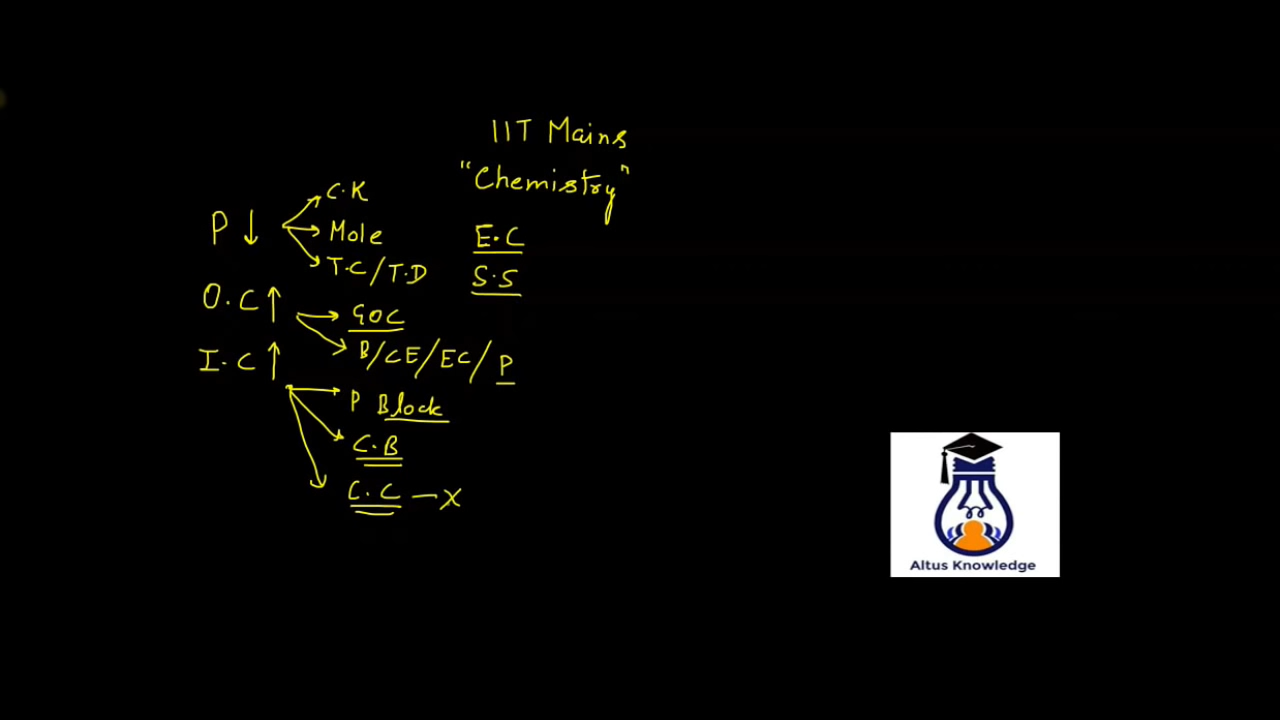 IIT Mains
"Chemistry"
C.K
P ↓ Mole E.C
T.C/T.D S.S
O.C ↑ GOC
I.C ↑ B/CE/EC/P
P Block
C.B
C.C – X
Altus Knowledge